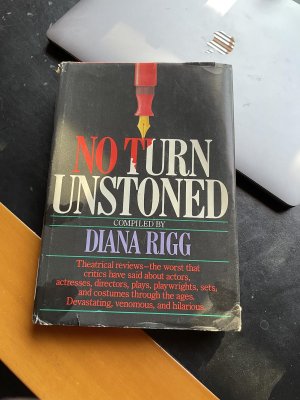 NO TURN
UNSTONED
COMPILED BY
DIANA RIGG
Theatrical reviews—the worst that
critics have said about actors,
actresses, directors, plays, playwrights, sets,
and costumes through the ages.
Devastating, venomous, and hilarious.